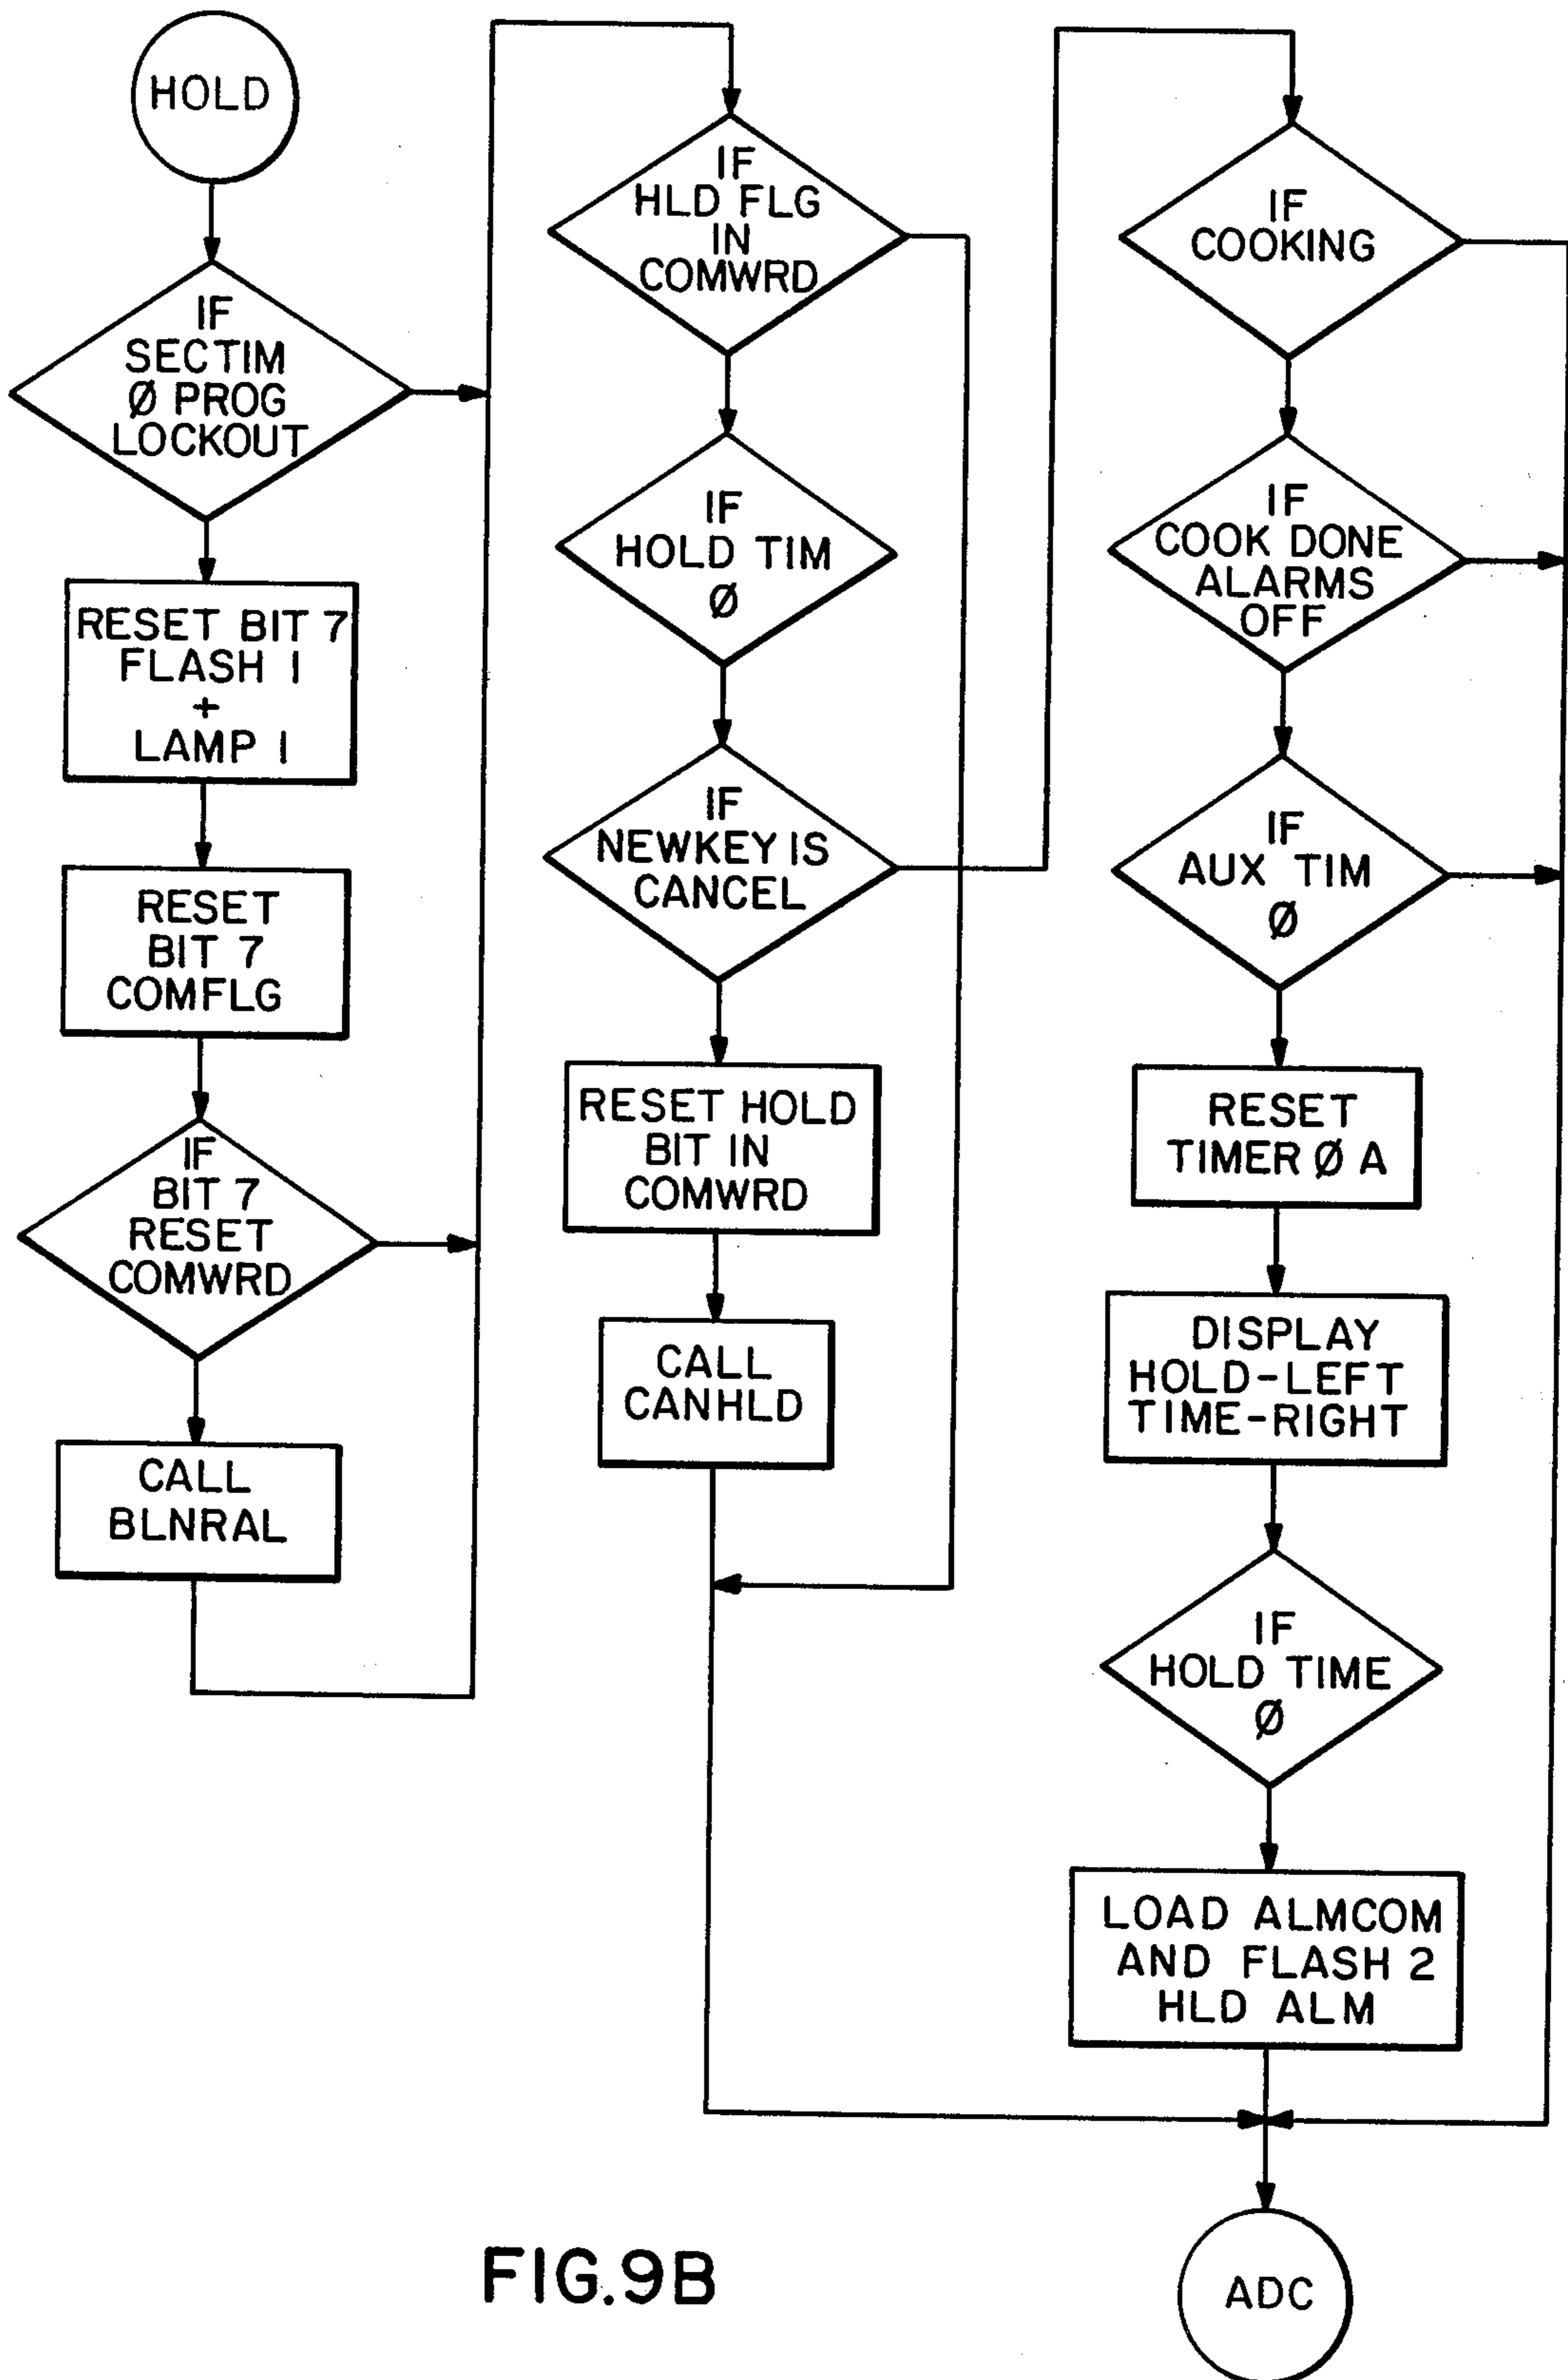 HOLD
IF
SECTIM
Ø PROG
LOCKOUT
RESET BIT 7
FLASH 1
+
LAMP 1
RESET
BIT 7
COMFLG
IF
BIT 7
RESET
COMWRD
CALL
BLNRAL
IF
HLD FLG
IN
COMWRD
IF
HOLD TIM
Ø
IF
NEWKEY IS
CANCEL
RESET HOLD
BIT IN
COMWRD
CALL
CANHLD
IF
COOKING
IF
COOK DONE
ALARMS
OFF
IF
AUX TIM
Ø
RESET
TIMER Ø A
DISPLAY
HOLD-LEFT
TIME-RIGHT
IF
HOLD TIME
Ø
LOAD ALMCOM
AND FLASH 2
HLD ALM
ADC
FIG.9B